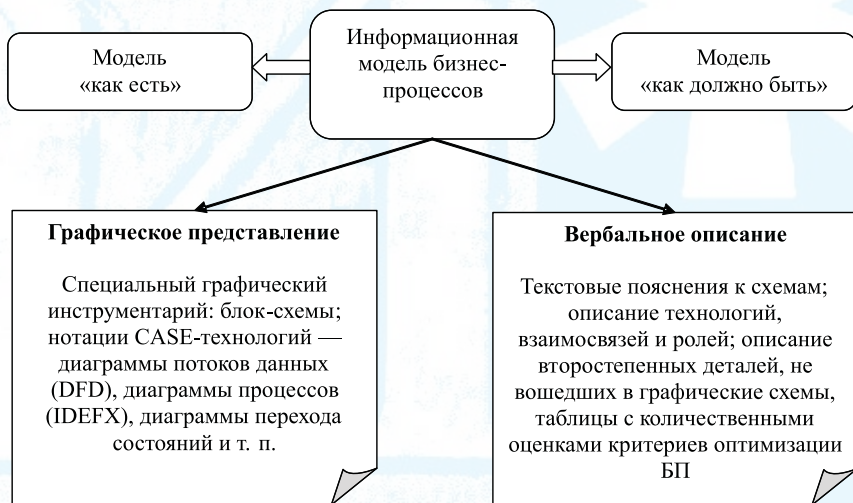 Модель
«как есть»
Информационная
модель бизнес-
процессов
Модель
«как должно быть»
Графическое представление
Специальный графический
инструментарий: блок-схемы;
нотации CASE-технологий —
диаграммы потоков данных
(DFD), диаграммы процессов
(IDEFX), диаграммы перехода
состояний и т. п.
Вербальное описание
Текстовые пояснения к схемам;
описание технологий,
взаимосвязей и ролей; описание
второстепенных деталей, не
вошедших в графические схемы,
таблицы с количественными
оценками критериев оптимизации
БП